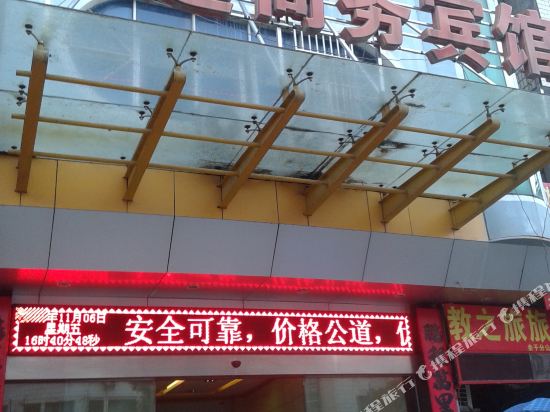 商务宾馆
年11月06日
星期五
16时40分46秒
安全可靠，价格公道，
教之旅旅
携程旅行